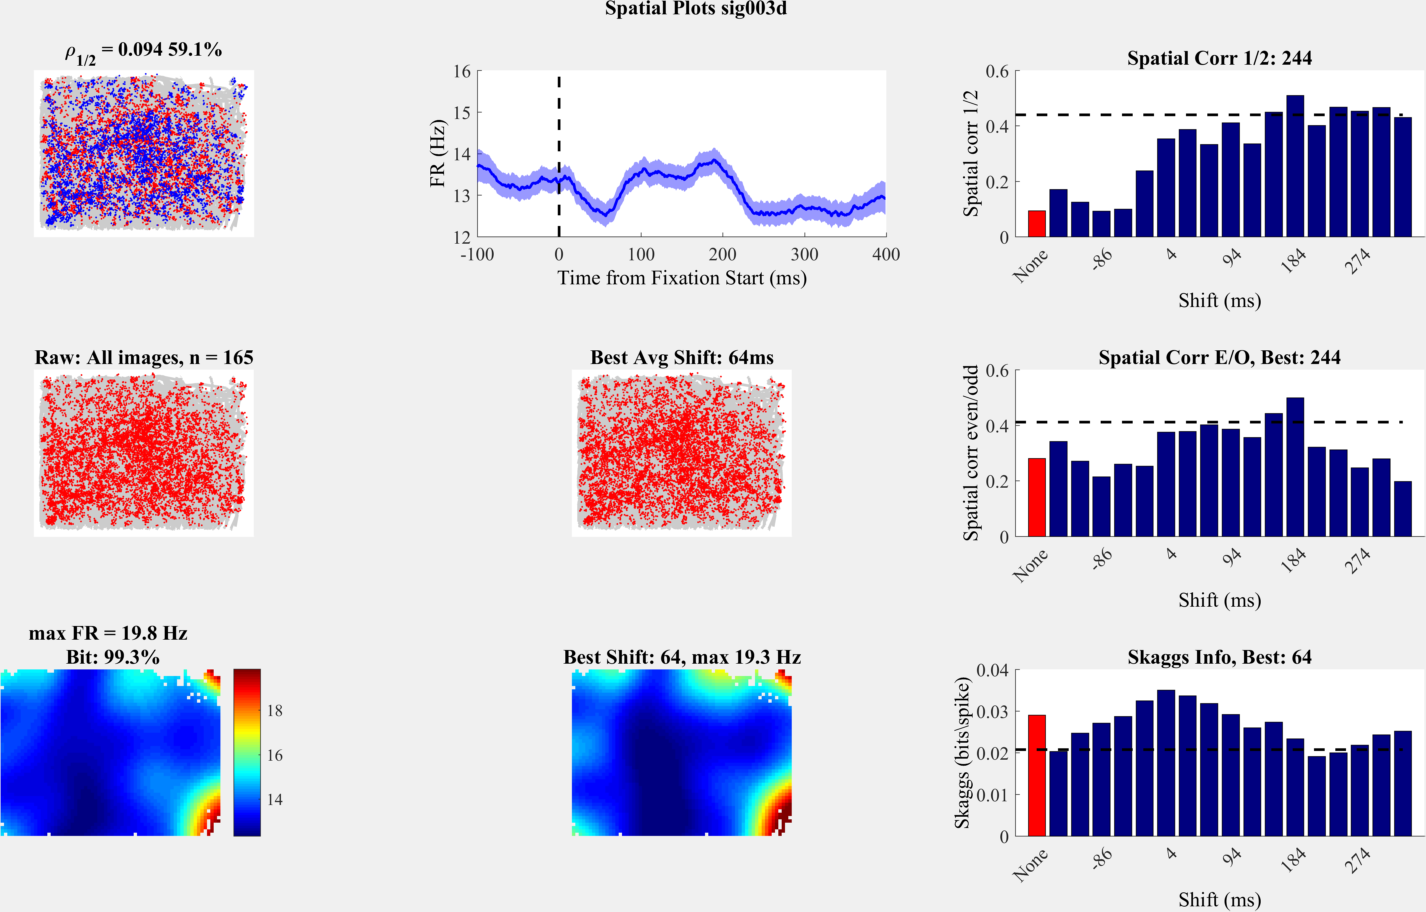 Spatial Plots sig003d
ρ1/2 = 0.094 59.1%
16
15
14
13
12
FR (Hz)
-100
0
100
200
300
400
Time from Fixation Start (ms)
Spatial Corr 1/2: 244
0.6
0.4
0.2
0
Spatial corr 1/2
None
-86
4
94
184
274
Shift (ms)
Raw: All images, n = 165
Best Avg Shift: 64ms
Spatial Corr E/O, Best: 244
0.6
0.4
0.2
0
Spatial corr even/odd
None
-86
4
94
184
274
Shift (ms)
max FR = 19.8 Hz
Bit: 99.3%
18
16
14
Best Shift: 64, max 19.3 Hz
Skaggs Info, Best: 64
0.04
0.03
0.02
0.01
0
Skaggs (bits\spike)
None
-86
4
94
184
274
Shift (ms)